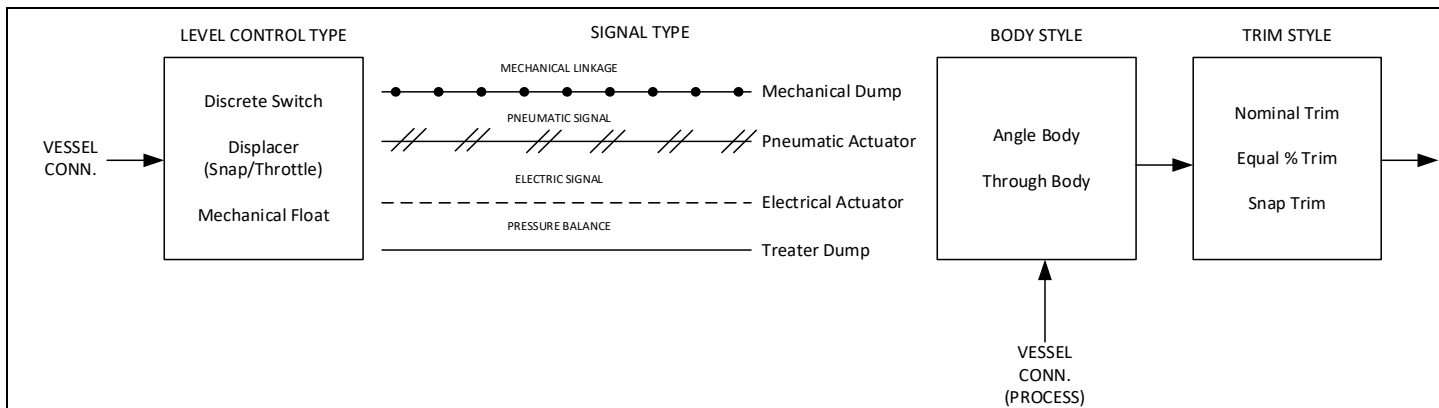 LEVEL CONTROL TYPE
SIGNAL TYPE
BODY STYLE
TRIM STYLE
VESSEL
CONN.
Discrete Switch
Displacer
(Snap/Throttle)
Mechanical Float
MECHANICAL LINKAGE
Mechanical Dump
PNEUMATIC SIGNAL
Pneumatic Actuator
ELECTRIC SIGNAL
Electrical Actuator
PRESSURE BALANCE
Treater Dump
Angle Body
Through Body
Nominal Trim
Equal % Trim
Snap Trim
VESSEL
CONN.
(PROCESS)